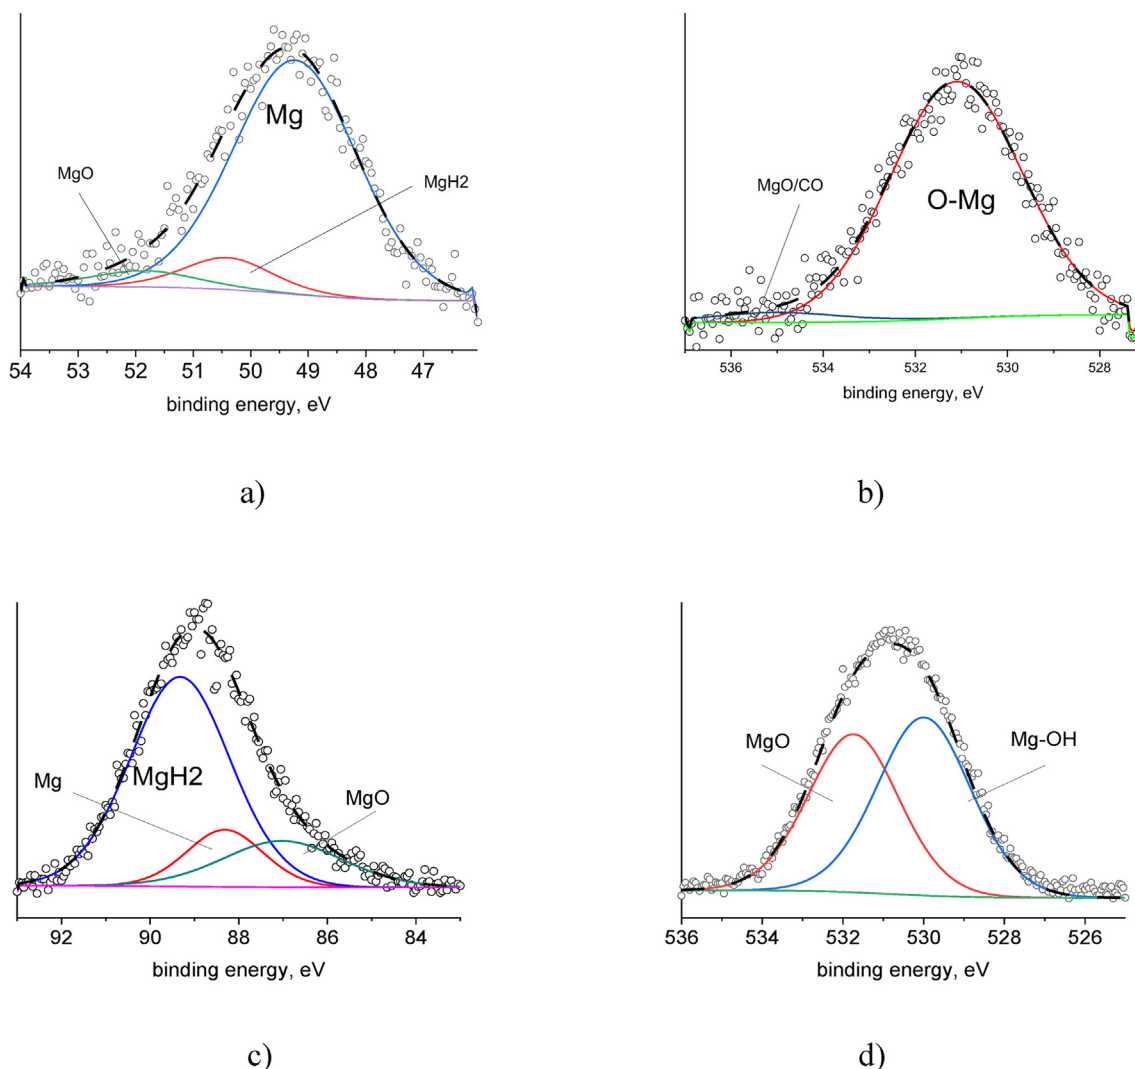 Mg
MgO
MgH2
54 53 52 51 50 49 48 47
binding energy, eV
a)
MgO/CO
O-Mg
536 534 532 530 528
binding energy, eV
b)
Mg
MgH2
MgO
92 90 88 86 84
binding energy, eV
c)
MgO
Mg-OH
536 534 532 530 528 526
binding energy, eV
d)